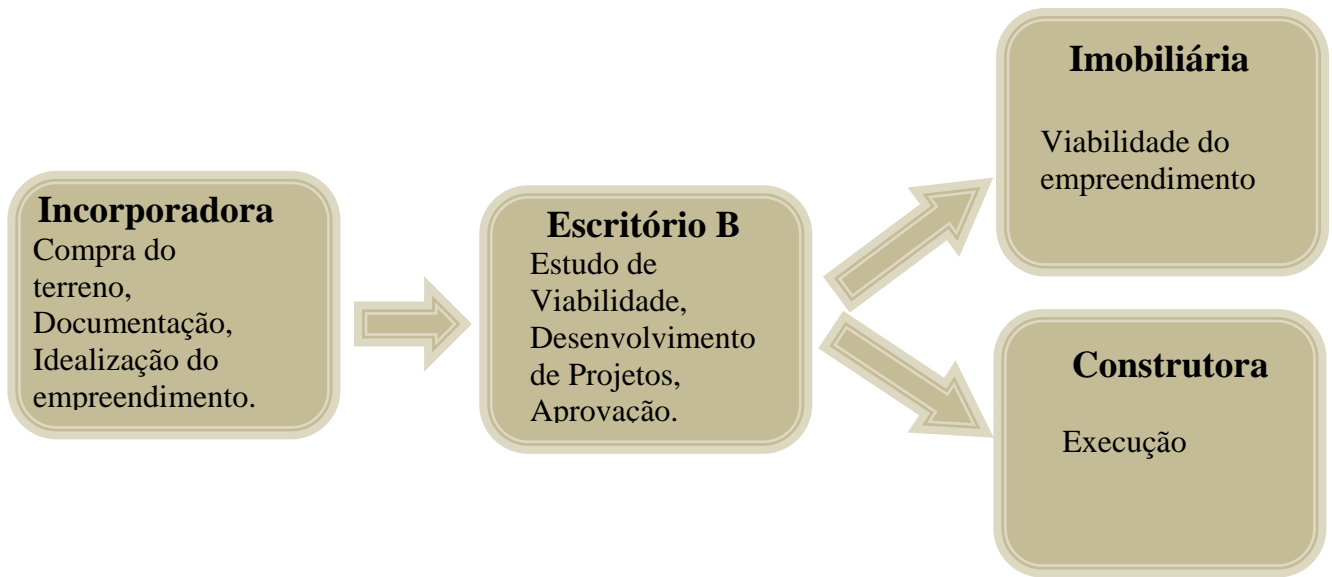 Incorporadora
Compra do
terreno,
Documentação,
Idealização do
empreendimento.
Escritório B
Estudo de
Viabilidade,
Desenvolvimento
de Projetos,
Aprovação.
Imobiliária
Viabilidade do
empreendimento
Construtora
Execução